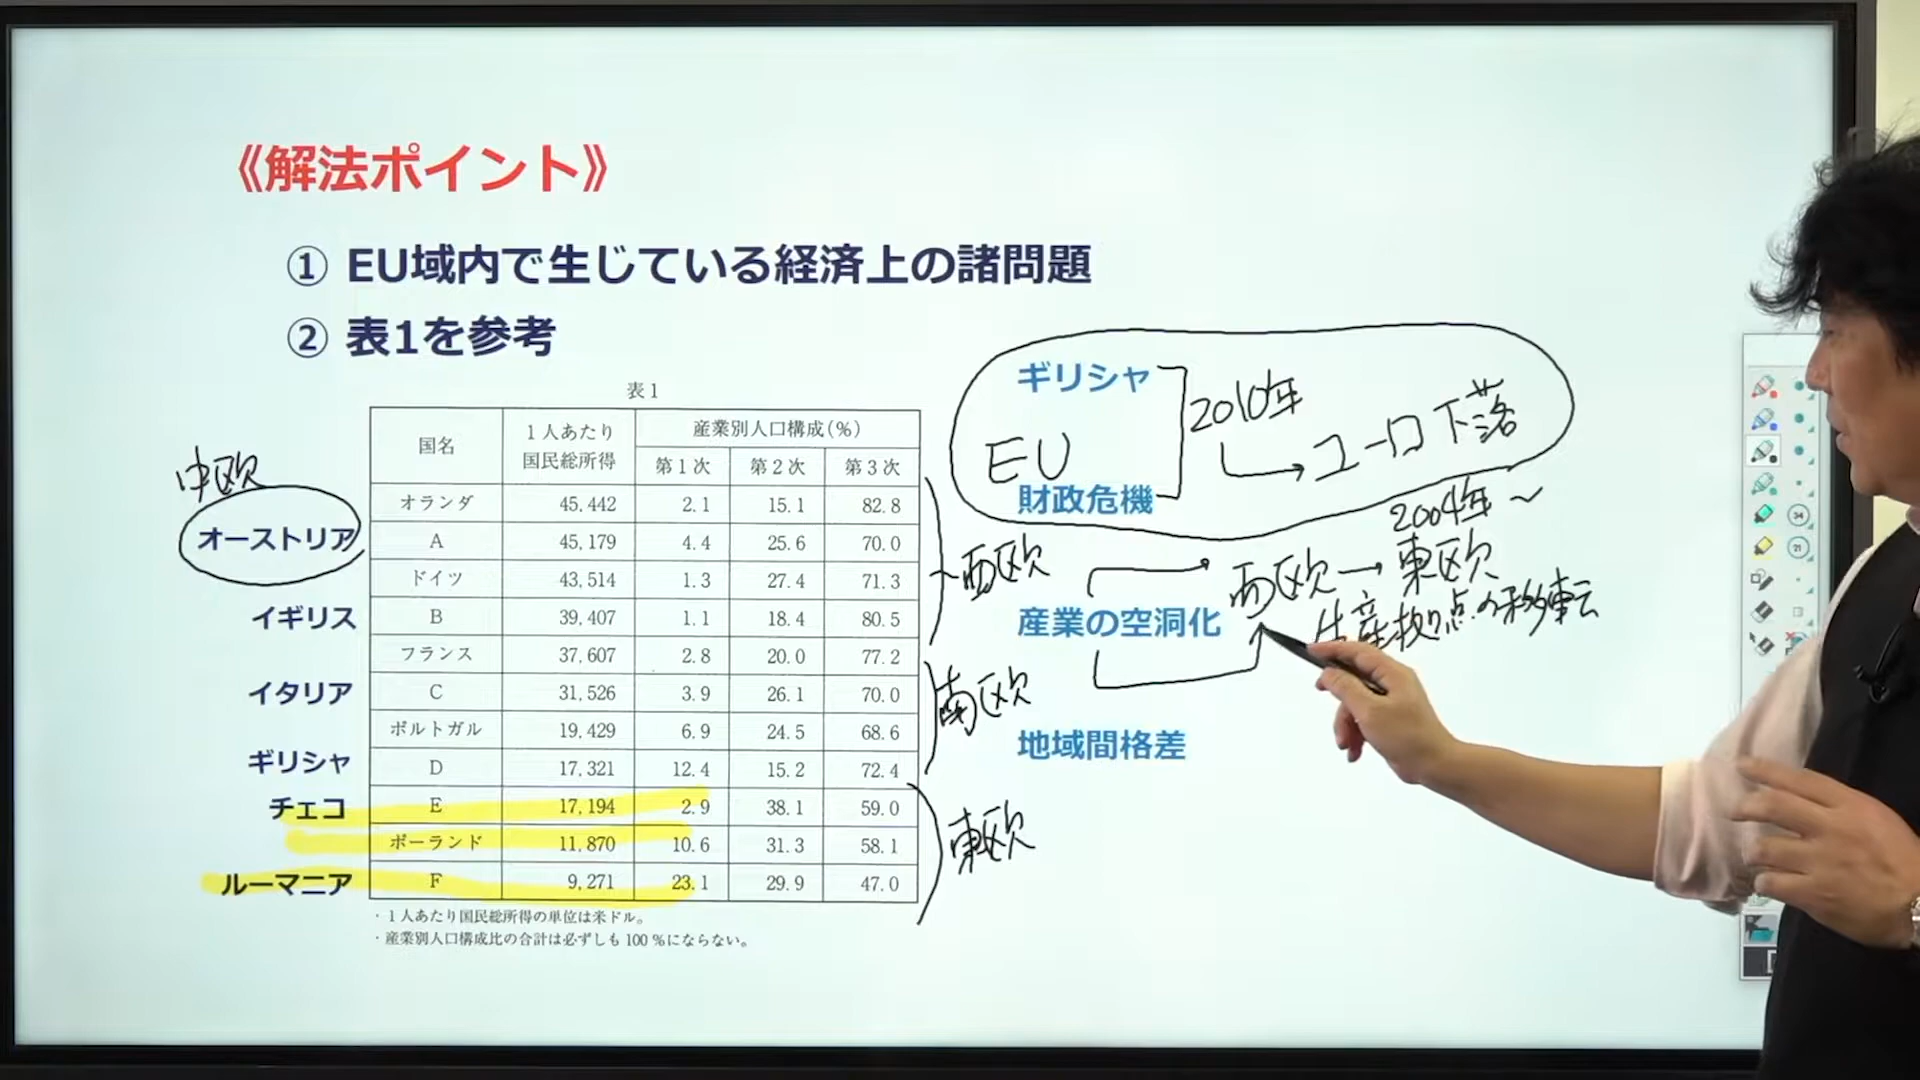 《解法ポイント》
① EU域内で生じている経済上の諸問題
② 表1を参考
表1
国名 1人あたり国民総所得 産業別人口構成(%)
第1次 第2次 第3次
オランダ 45,442 2.1 15.1 82.8
A 45,179 4.4 25.6 70.0
ドイツ 43,514 1.3 27.4 71.3
B 39,407 1.1 18.4 80.5
フランス 37,607 2.8 20.0 77.2
C 31,526 3.9 26.1 70.0
ポルトガル 19,429 6.9 24.5 68.6
D 17,321 12.4 15.2 72.4
E 17,194 2.9 38.1 59.0
ポーランド 11,870 10.6 31.3 58.1
F 9,271 23.1 29.9 47.0
・1人あたり国民総所得の単位は米ドル。
・産業別人口構成比の合計は必ずしも100%にならない。
中欧
オーストリア
イギリス
イタリア
ギリシャ
チェコ
ルーマニア
西欧
南欧
東欧
ギリシャ
EU
財政危機
2010年
ユーロ下落
産業の空洞化
2004年〜
西欧→東欧
生産拠点の移転
地域間格差
34
21